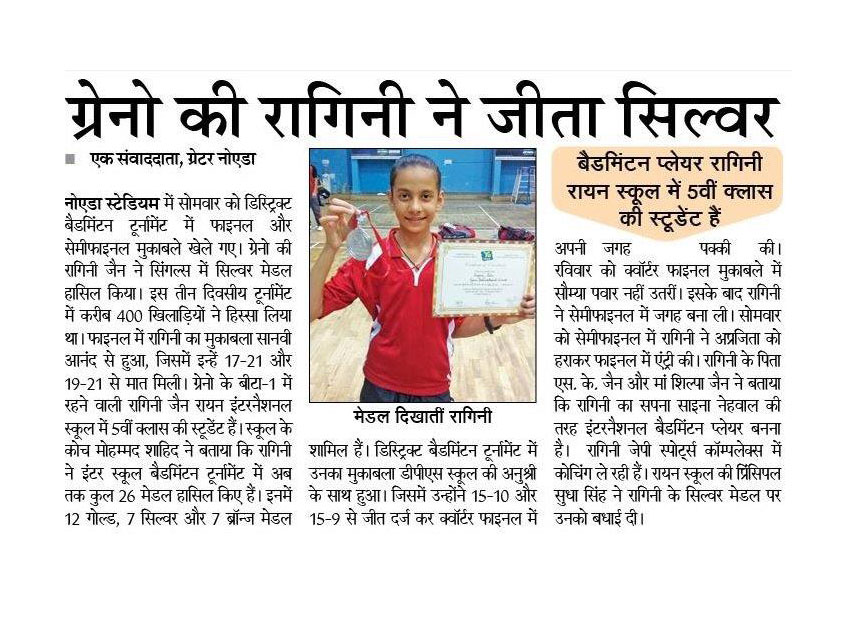 ग्रेनो की रागिनी ने जीता सिल्वर
■ एक संवाददाता, ग्रेटर नोएडा
नोएडा स्टेडियम में सोमवार को डिस्ट्रिक्ट
बैडमिंटन टूर्नामेंट में फाइनल और
सेमीफाइनल मुकाबले खेले गए। ग्रेनो की
रागिनी जैन ने सिंगल्स में सिल्वर मेडल
हासिल किया। इस तीन दिवसीय टूर्नामेंट
में करीब 400 खिलाड़ियों ने हिस्सा लिया
था। फाइनल में रागिनी का मुकाबला सानवी
आनंद से हुआ, जिसमें इन्हें 17-21 और
19-21 से मात मिली। ग्रेनो के बीटा-1 में
रहने वाली रागिनी जैन रायन इंटरनैशनल
स्कूल में 5वीं क्लास की स्टूडेंट हैं। स्कूल के
कोच मोहम्मद शाहिद ने बताया कि रागिनी
ने इंटर स्कूल बैडमिंटन टूर्नामेंट में अब
तक कुल 26 मेडल हासिल किए हैं। इनमें
12 गोल्ड, 7 सिल्वर और 7 ब्रॉन्ज मेडल
मेडल दिखातीं रागिनी
शामिल हैं। डिस्ट्रिक्ट बैडमिंटन टूर्नामेंट में
उनका मुकाबला डीपीएस स्कूल की अनुश्री
के साथ हुआ। जिसमें उन्होंने 15-10 और
15-9 से जीत दर्ज कर क्वॉर्टर फाइनल में
बैडमिंटन प्लेयर रागिनी
रायन स्कूल में 5वीं क्लास
की स्टूडेंट हैं
अपनी जगह पक्की की।
रविवार को क्वॉर्टर फाइनल मुकाबले में
सौम्या पवार नहीं उतरीं। इसके बाद रागिनी
ने सेमीफाइनल में जगह बना ली। सोमवार
को सेमीफाइनल में रागिनी ने अप्रजिता को
हराकर फाइनल में एंट्री की। रागिनी के पिता
एस. के. जैन और मां शिल्पा जैन ने बताया
कि रागिनी का सपना साइना नेहवाल की
तरह इंटरनैशनल बैडमिंटन प्लेयर बनना
है। रागिनी जेपी स्पोर्ट्स कॉम्पलेक्स में
कोचिंग ले रही हैं। रायन स्कूल की प्रिंसिपल
सुधा सिंह ने रागिनी के सिल्वर मेडल पर
उनको बधाई दी।